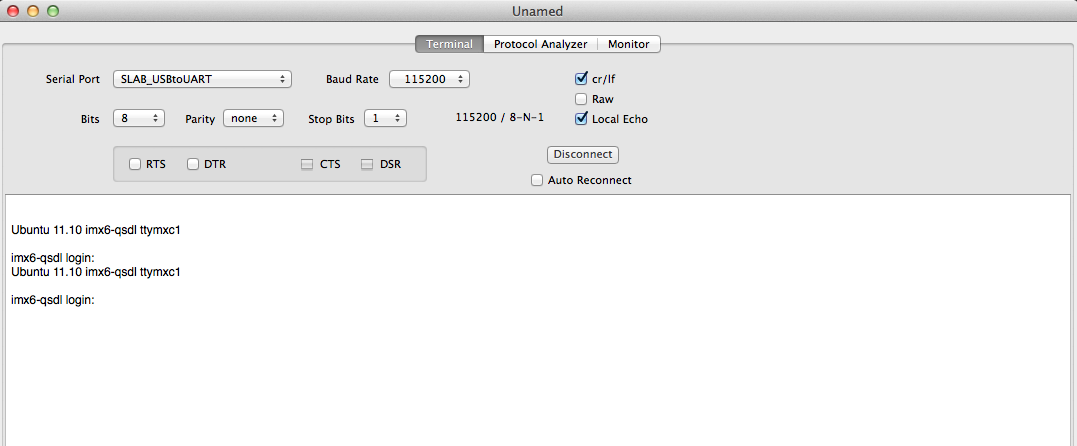 Unamed
Terminal Protocol Analyzer Monitor
Serial Port SLAB_USBtoUART Baud Rate 115200 cr/lf
Raw
Bits 8 Parity none Stop Bits 1 115200 / 8-N-1 Local Echo
Disconnect
RTS DTR CTS DSR
Auto Reconnect
Ubuntu 11.10 imx6-qsdl ttymxc1
imx6-qsdl login:
Ubuntu 11.10 imx6-qsdl ttymxc1
imx6-qsdl login: